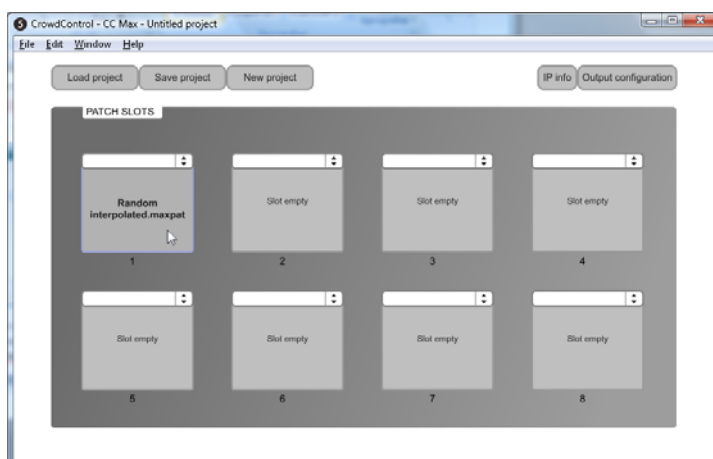 CrowdControl - CC Max - Untitled project
File Edit Window Help
Load project Save project New project IP info Output configuration
PATCH SLOTS
Random
interpolated.maxpat
Slot empty Slot empty Slot empty
1 2 3 4
Slot empty Slot empty Slot empty Slot empty
5 6 7 8